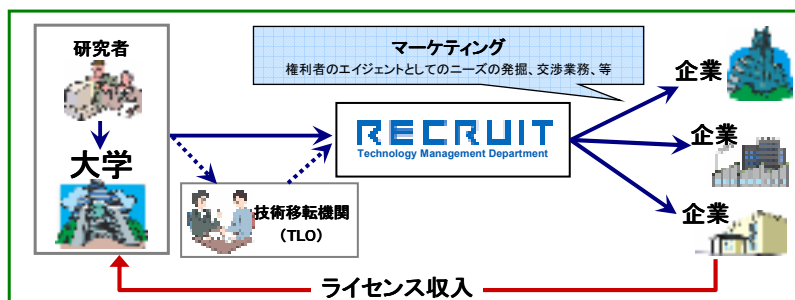 研究者
大学
マーケティング
権利者のエイジェントとしてのニーズの発掘、交渉業務、等
RECRUIT
Technology Management Department
技術移転機関
（TLO）
企業
企業
企業
ライセンス収入